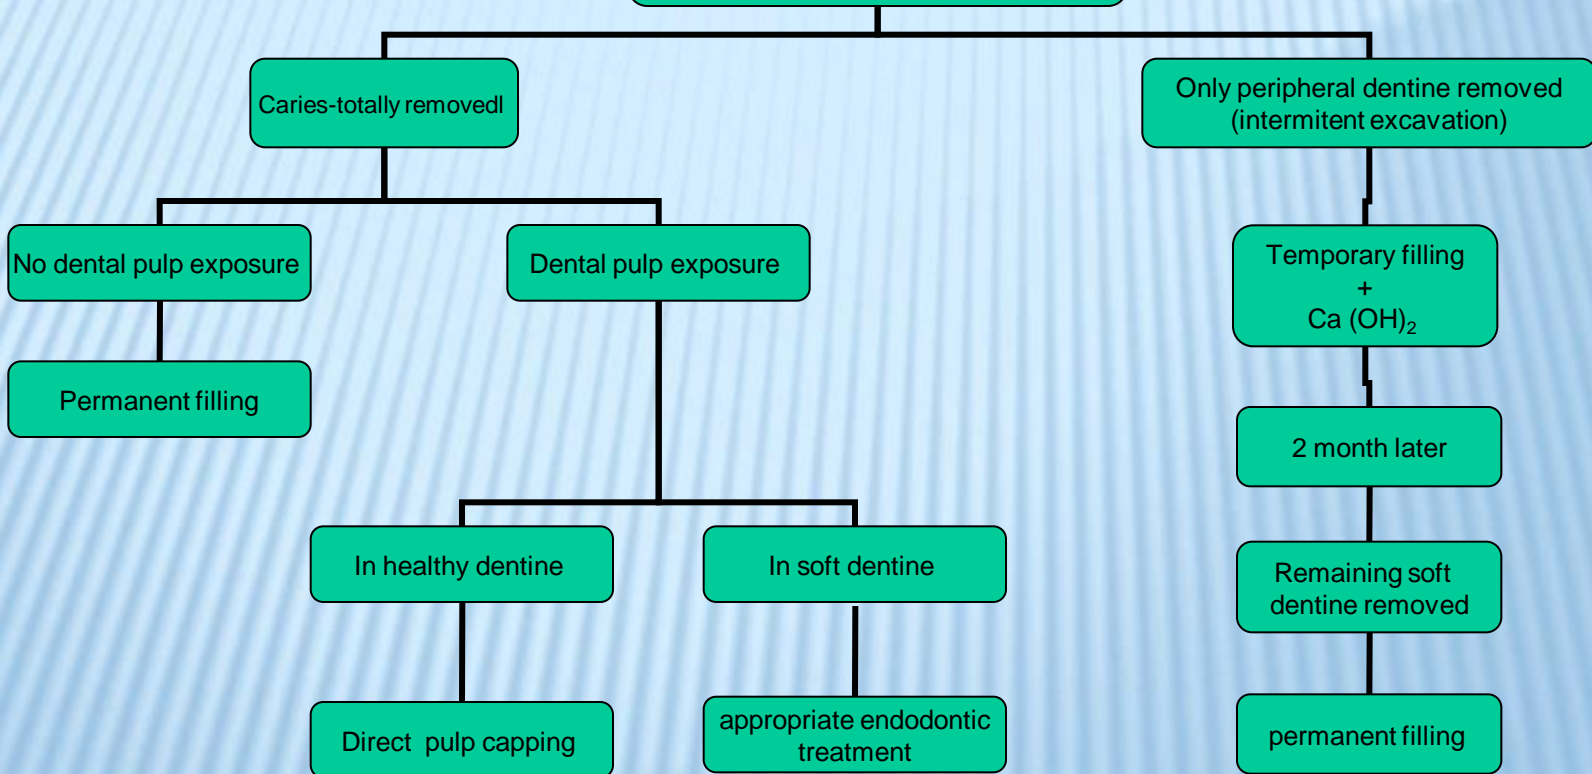 Caries-totally removedl
Only peripheral dentine removed
(intermitent excavation)
No dental pulp exposure
Dental pulp exposure
Temporary filling
+
Ca (OH)₂
Permanent filling
2 month later
In healthy dentine
In soft dentine
Remaining soft
dentine removed
Direct pulp capping
appropriate endodontic
treatment
permanent filling